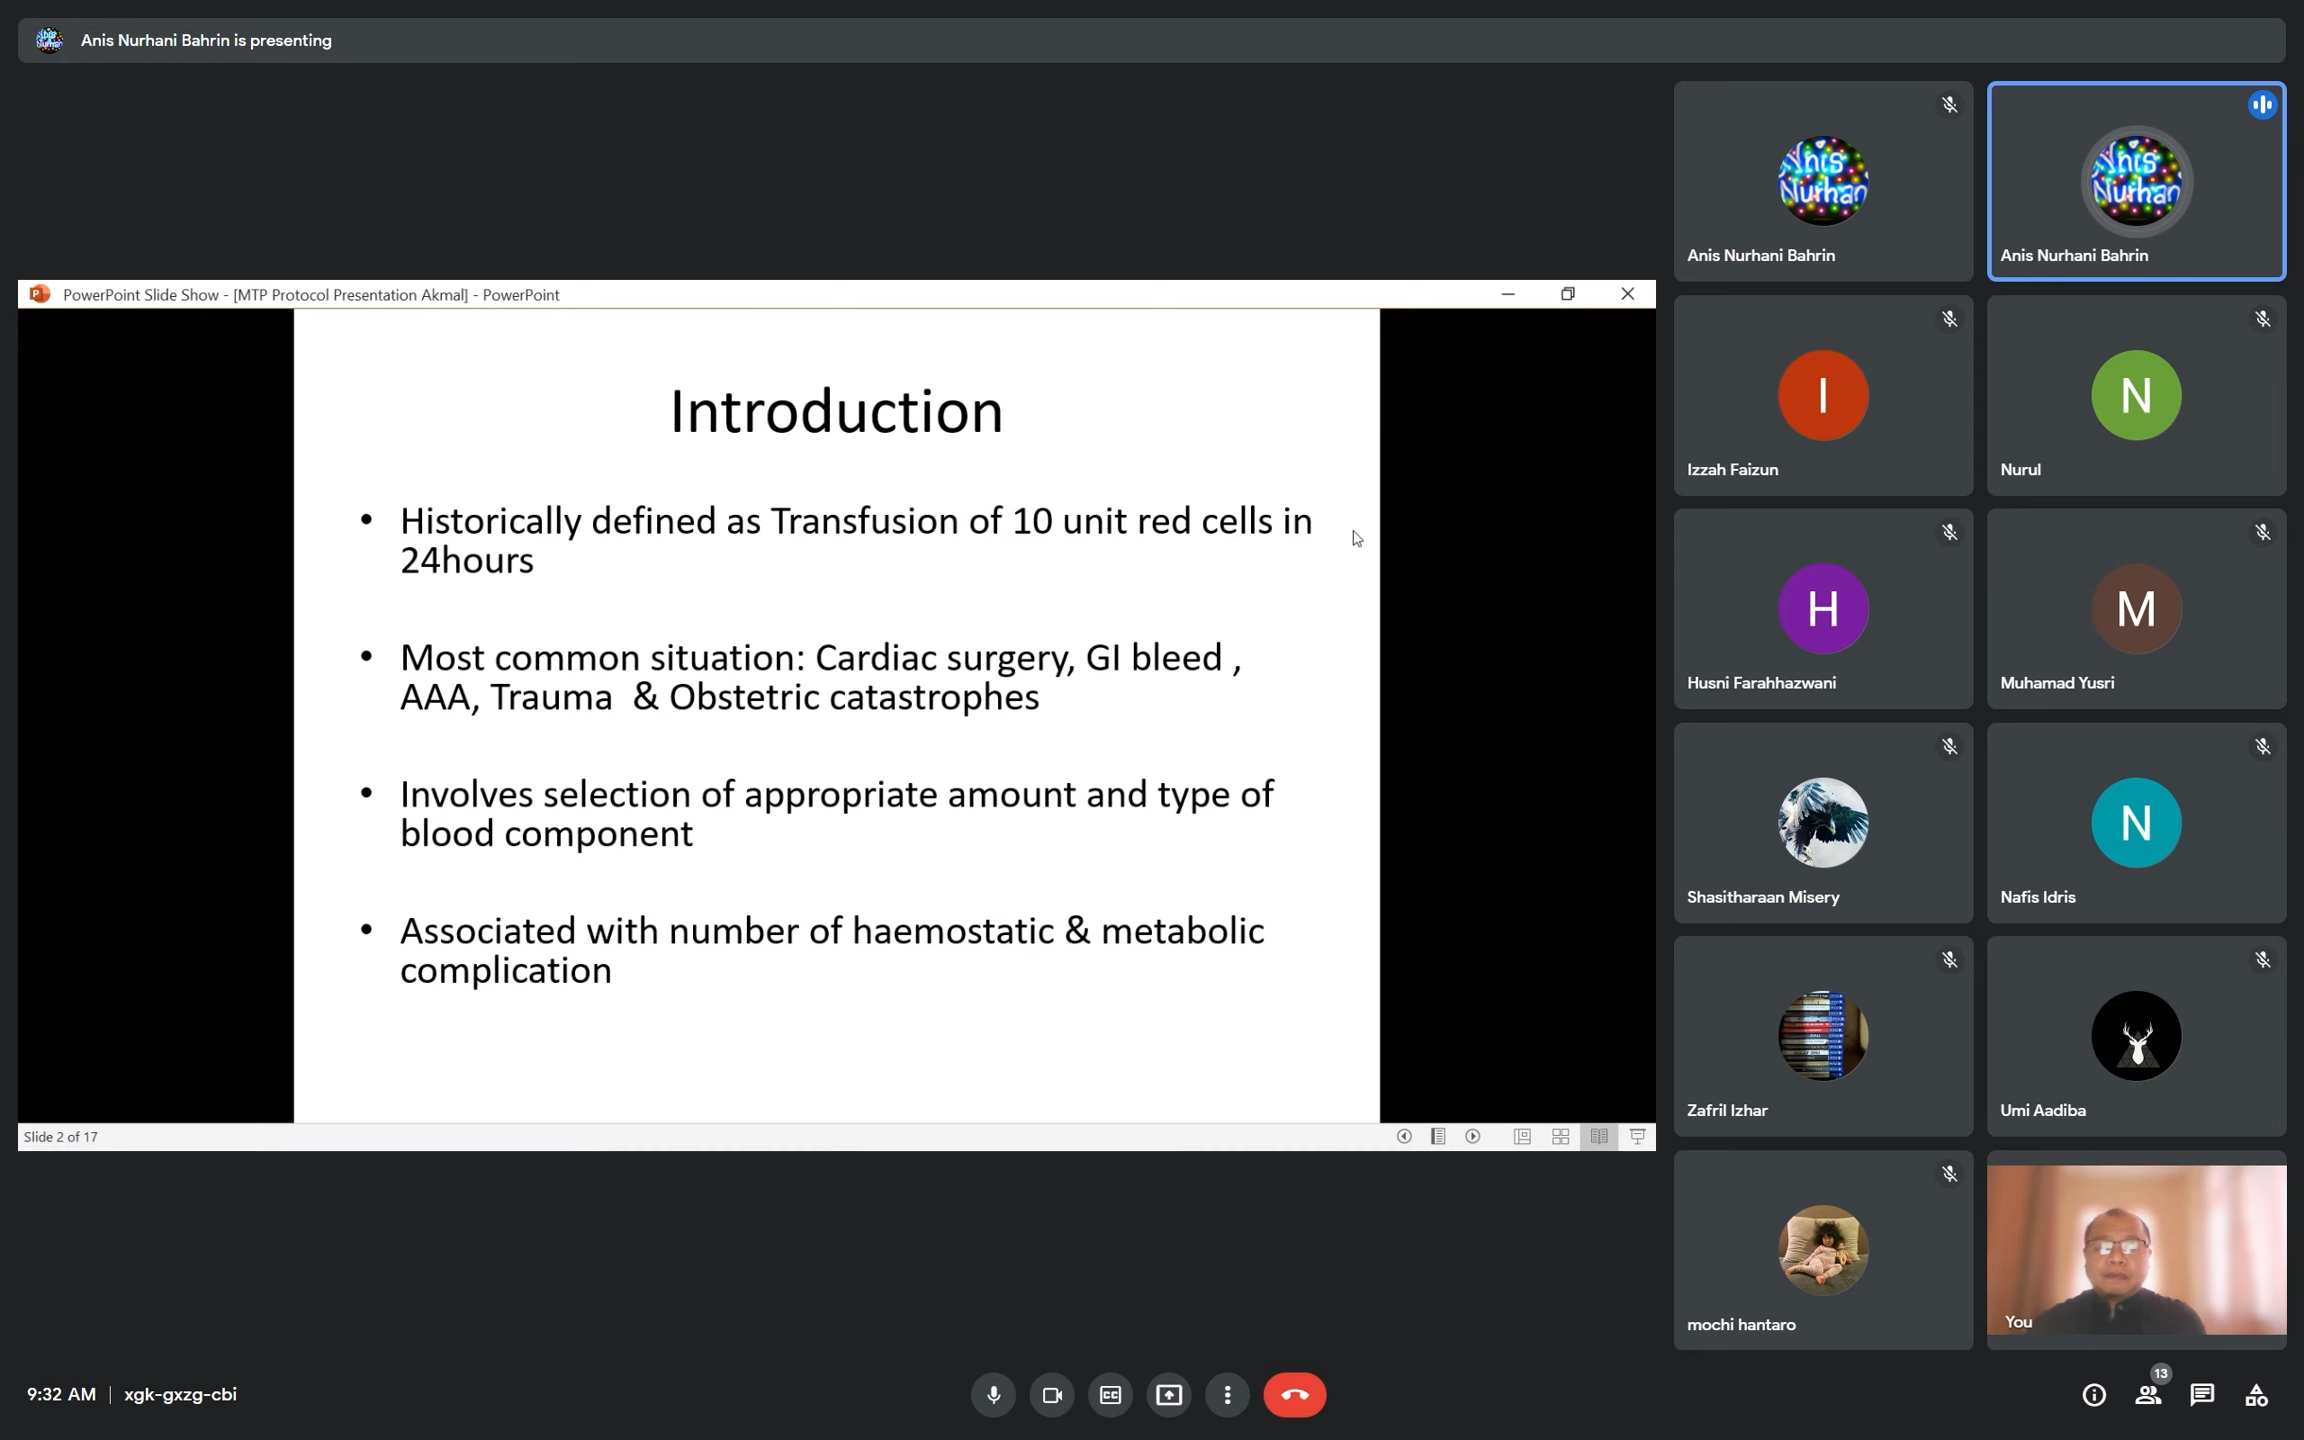 Anis Nurhani Bahrin is presenting
PowerPoint Slide Show - [MTP Protocol Presentation Akmal] - PowerPoint
Introduction
• Historically defined as Transfusion of 10 unit red cells in
24hours
• Most common situation: Cardiac surgery, GI bleed ,
AAA, Trauma & Obstetric catastrophes
• Involves selection of appropriate amount and type of
blood component
• Associated with number of haemostatic & metabolic
complication
Slide 2 of 17
Anis Nurhani Bahrin
Anis Nurhani Bahrin
I
Izzah Faizun
N
Nurul
H
Husni Farahhazwani
M
Muhamad Yusri
Shasitharaan Misery
N
Nafis Idris
Zafril Izhar
Umi Aadiba
mochi hantaro
You
9:32 AM | xgk-gxzg-cbi
CC
13